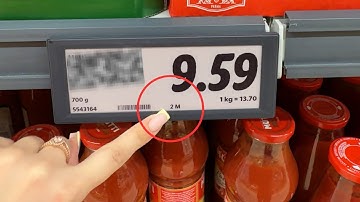 9.59
700 g
1 kg = 13.70
5543164
2 M